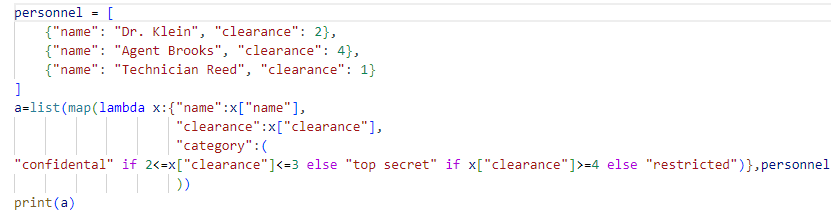 personnel = [
    {"name": "Dr. Klein", "clearance": 2},
    {"name": "Agent Brooks", "clearance": 4},
    {"name": "Technician Reed", "clearance": 1}
]
a=list(map(lambda x:{"name":x["name"],
                     "clearance":x["clearance"],
                     "category":(
"confidental" if 2<=x["clearance"]<=3 else "top secret" if x["clearance"]>=4 else "restricted")},personnel
                     ))
print(a)